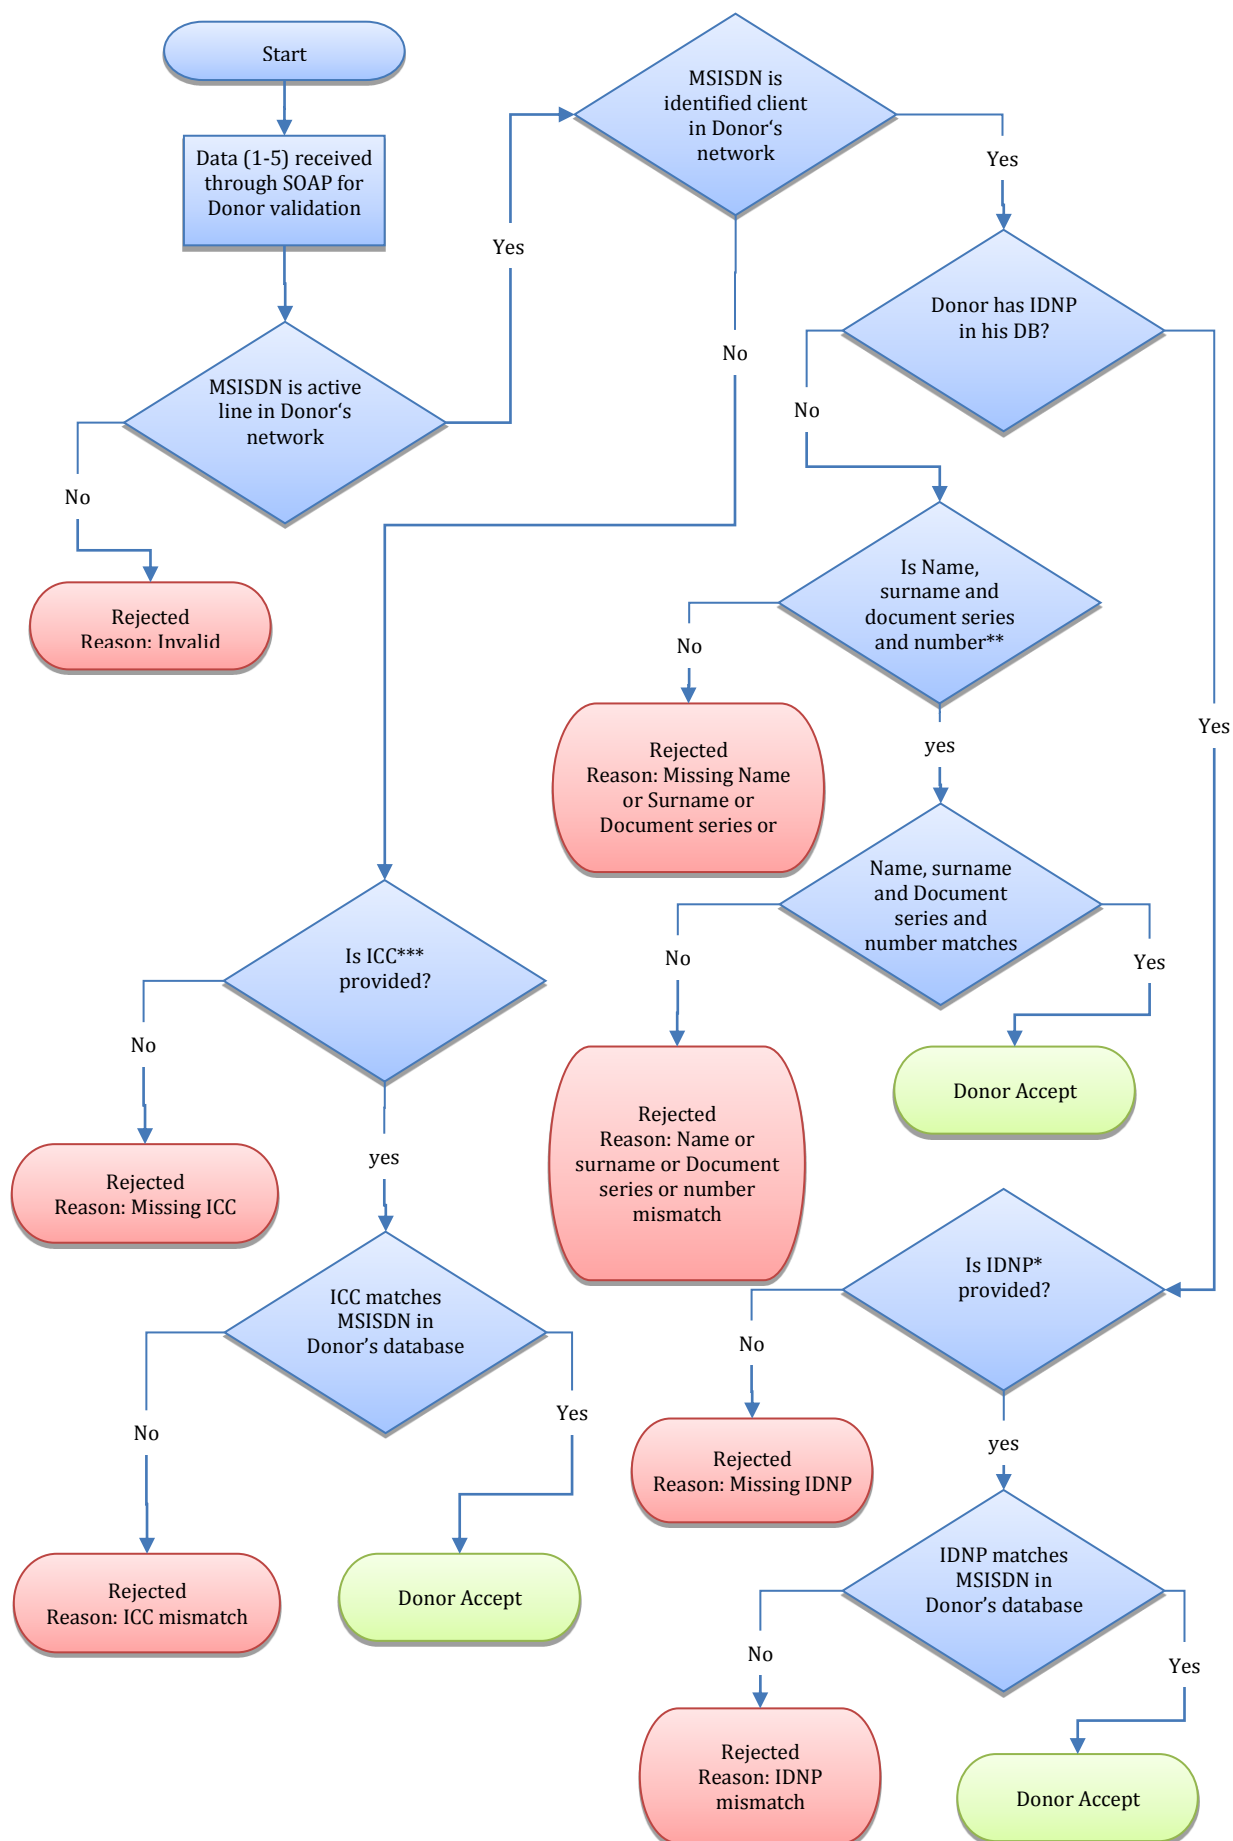 Start
Data (1-5) received
through SOAP for
Donor validation
MSISDN is active
line in Donor‘s
network
No
Rejected
Reason: Invalid
Yes
MSISDN is
identified client
in Donor‘s
network
No
Yes
Donor has IDNP
in his DB?
No
Yes
Is Name,
surname and
document series
and number**
No
Rejected
Reason: Missing Name
or Surname or
Document series or
yes
Name, surname
and Document
series and
number matches
No
Rejected
Reason: Name or
surname or Document
series or number
mismatch
Yes
Donor Accept
Is ICC***
provided?
No
Rejected
Reason: Missing ICC
yes
ICC matches
MSISDN in
Donor’s database
No
Rejected
Reason: ICC mismatch
Yes
Donor Accept
Is IDNP*
provided?
No
Rejected
Reason: Missing IDNP
yes
IDNP matches
MSISDN in
Donor’s database
No
Rejected
Reason: IDNP
mismatch
Yes
Donor Accept